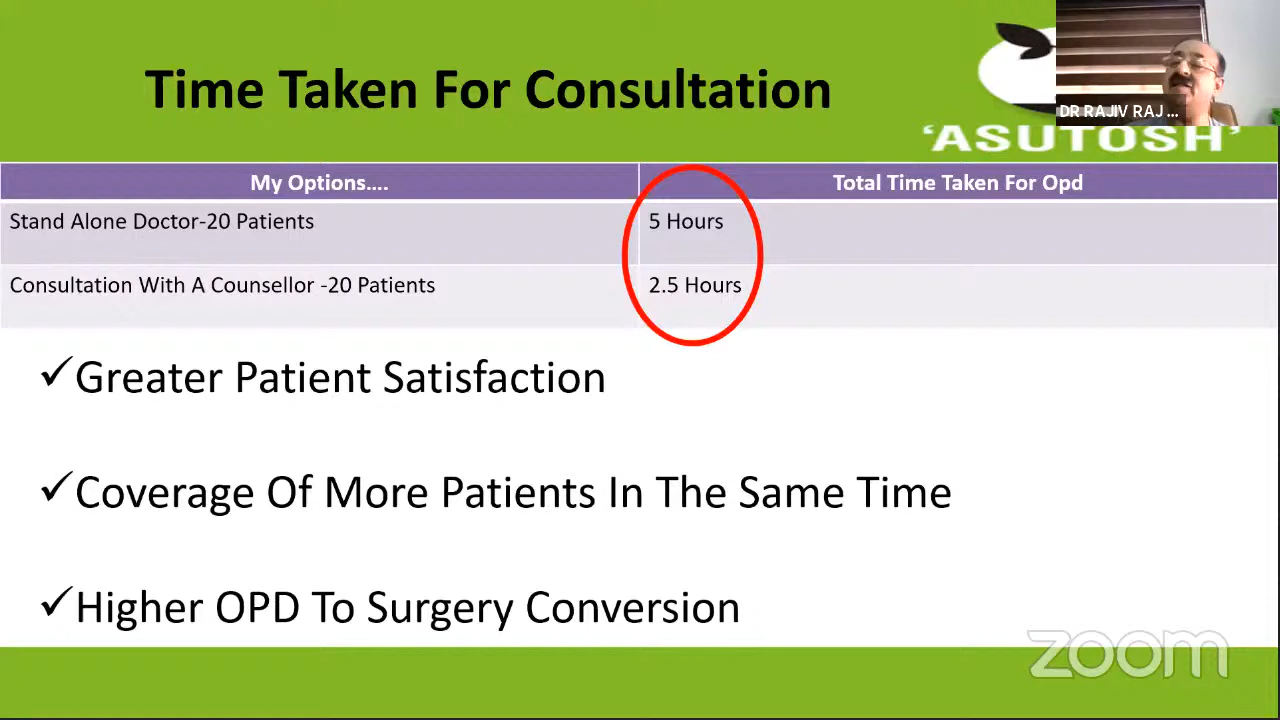 Time Taken For Consultation
DR RAJIV RAJ ...
‘ASUTOSH’
My Options.... Total Time Taken For Opd
Stand Alone Doctor-20 Patients 5 Hours
Consultation With A Counsellor -20 Patients 2.5 Hours
✓Greater Patient Satisfaction
✓Coverage Of More Patients In The Same Time
✓Higher OPD To Surgery Conversion
zoom